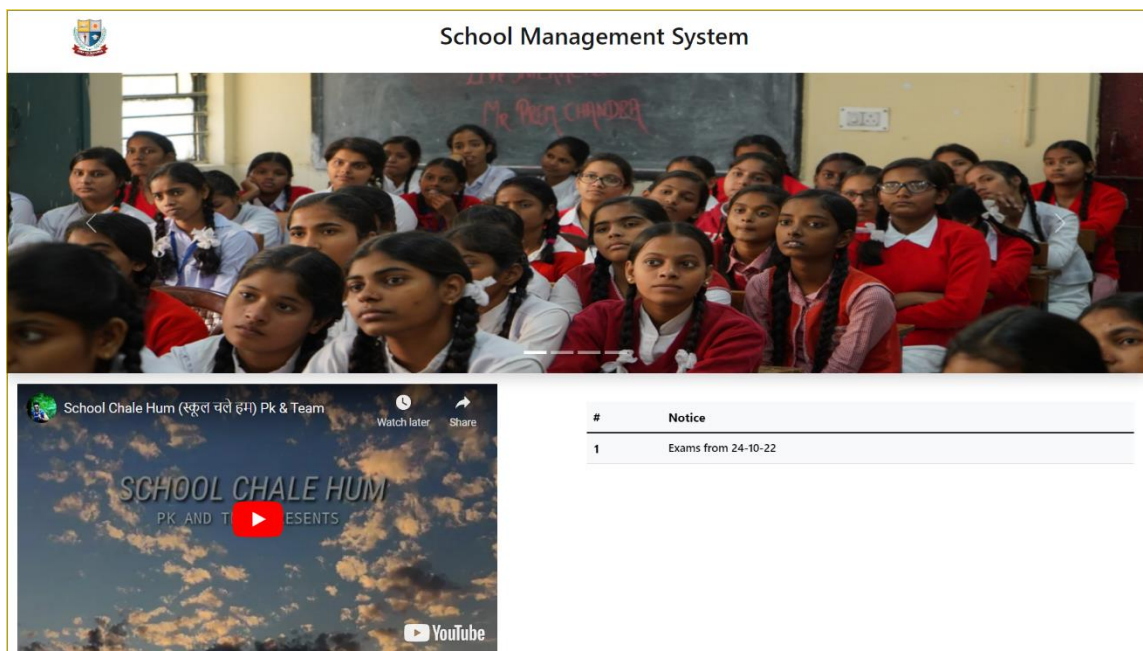 School Management System
Mr. PREM CHANDRA
School Chale Hum (स्कूल चले हम) Pk & Team
Watch later
Share
SCHOOL CHALE HUM
PK AND
YouTube
# Notice
1 Exams from 24-10-22